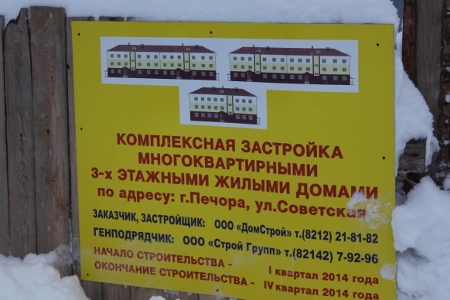 КОМПЛЕКСНАЯ ЗАСТРОЙКА
МНОГОКВАРТИРНЫМИ
3-х ЭТАЖНЫМИ ЖИЛЫМИ ДОМАМИ
по адресу: г.Печора, ул.Советская
ЗАКАЗЧИК, ЗАСТРОЙЩИК: ООО «ДомСтрой» т.(8212) 21-81-82
ГЕНПОДРЯДЧИК: ООО «Строй Групп» т.(82142) 7-92-96
НАЧАЛО СТРОИТЕЛЬСТВА - I квартал 2014 года
ОКОНЧАНИЕ СТРОИТЕЛЬСТВА - IV квартал 2014 года